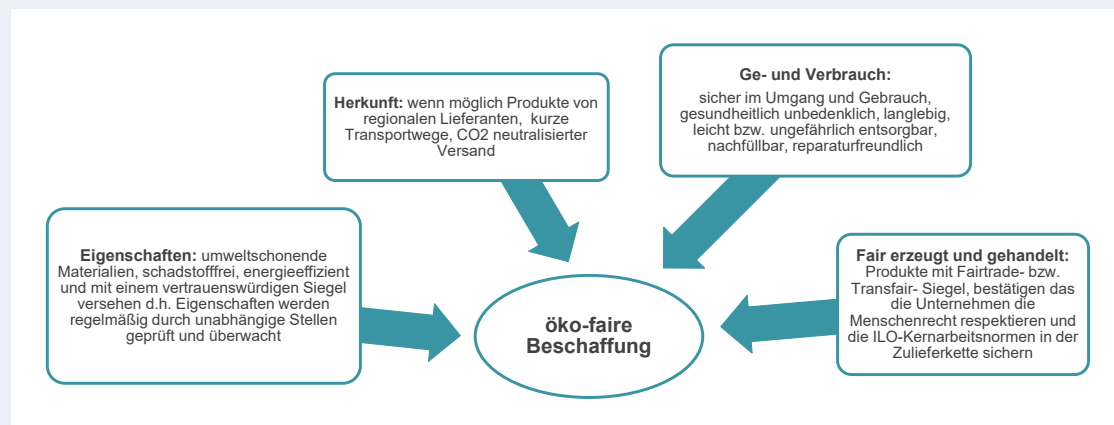 Ge- und Verbrauch:
sicher im Umgang und Gebrauch,
gesundheitlich unbedenklich, langlebig,
leicht bzw. ungefährlich entsorgbar,
nachfüllbar, reparaturfreundlich
Herkunft: wenn möglich Produkte von
regionalen Lieferanten, kurze
Transportwege, CO2 neutralisierter
Versand
Eigenschaften: umweltschonende
Materialien, schadstofffrei, energieeffizient
und mit einem vertrauenswürdigen Siegel
versehen d.h. Eigenschaften werden
regelmäßig durch unabhängige Stellen
geprüft und überwacht
Fair erzeugt und gehandelt:
Produkte mit Fairtrade- bzw.
Transfair- Siegel, bestätigen das
die Unternehmen die
Menschenrecht respektieren und
die ILO-Kernarbeitsnormen in der
Zulieferkette sichern
öko-faire
Beschaffung